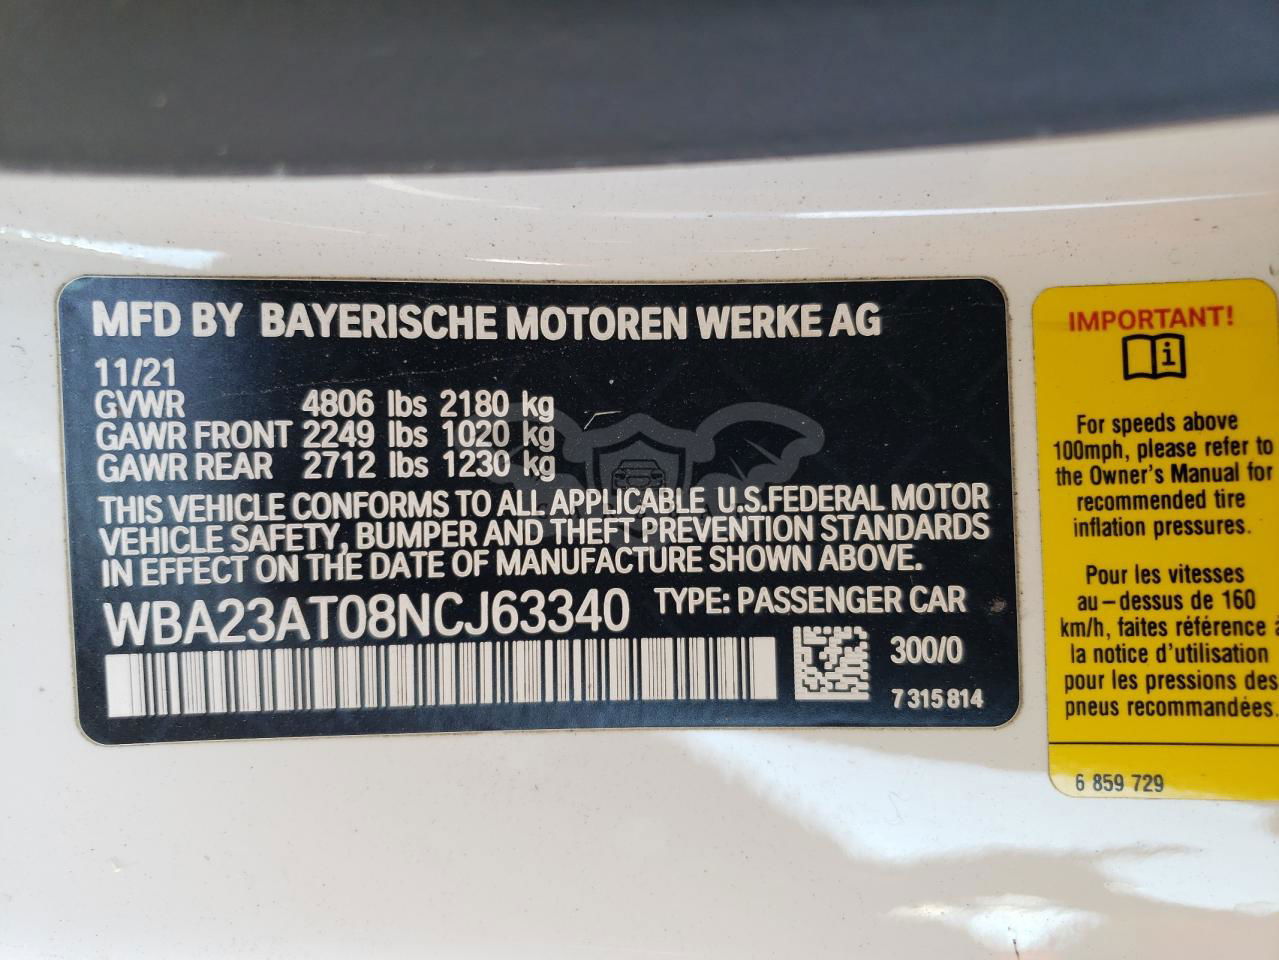 MFD BY BAYERISCHE MOTOREN WERKE AG
11/21
GVWR 4806 lbs 2180 kg
GAWR FRONT 2249 lbs 1020 kg
GAWR REAR 2712 lbs 1230 kg
THIS VEHICLE CONFORMS TO ALL APPLICABLE U.S.FEDERAL MOTOR
VEHICLE SAFETY, BUMPER AND THEFT PREVENTION STANDARDS
IN EFFECT ON THE DATE OF MANUFACTURE SHOWN ABOVE.
WBA23AT08NCJ63340 TYPE: PASSENGER CAR
300/0
7 315 814
IMPORTANT!
For speeds above
100mph, please refer to
the Owner's Manual for
recommended tire
inflation pressures.
Pour les vitesses
au-dessus de 160
km/h, faites référence à
la notice d'utilisation
pour les pressions des
pneus recommandées.
6 859 729